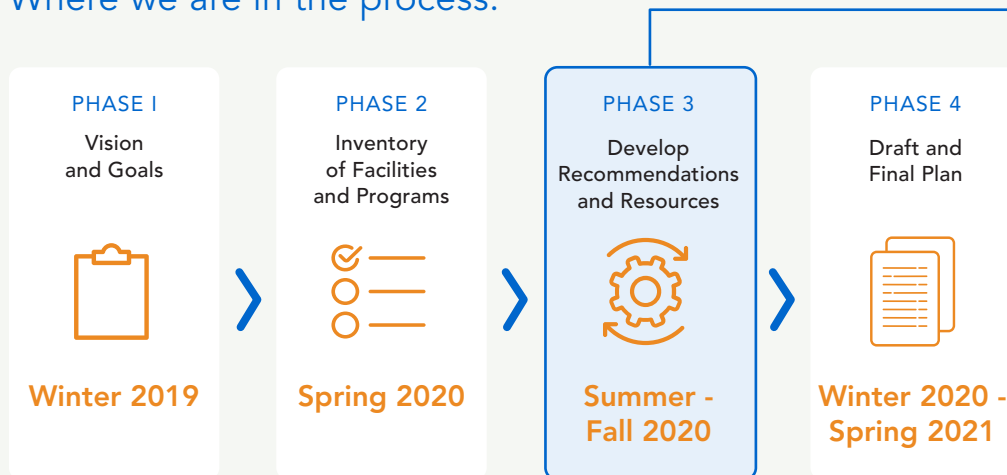 Where we are in the process:
PHASE I
Vision
and Goals
Winter 2019
PHASE 2
Inventory
of Facilities
and Programs
Spring 2020
PHASE 3
Develop
Recommendations
and Resources
Summer -
Fall 2020
PHASE 4
Draft and
Final Plan
Winter 2020 -
Spring 2021